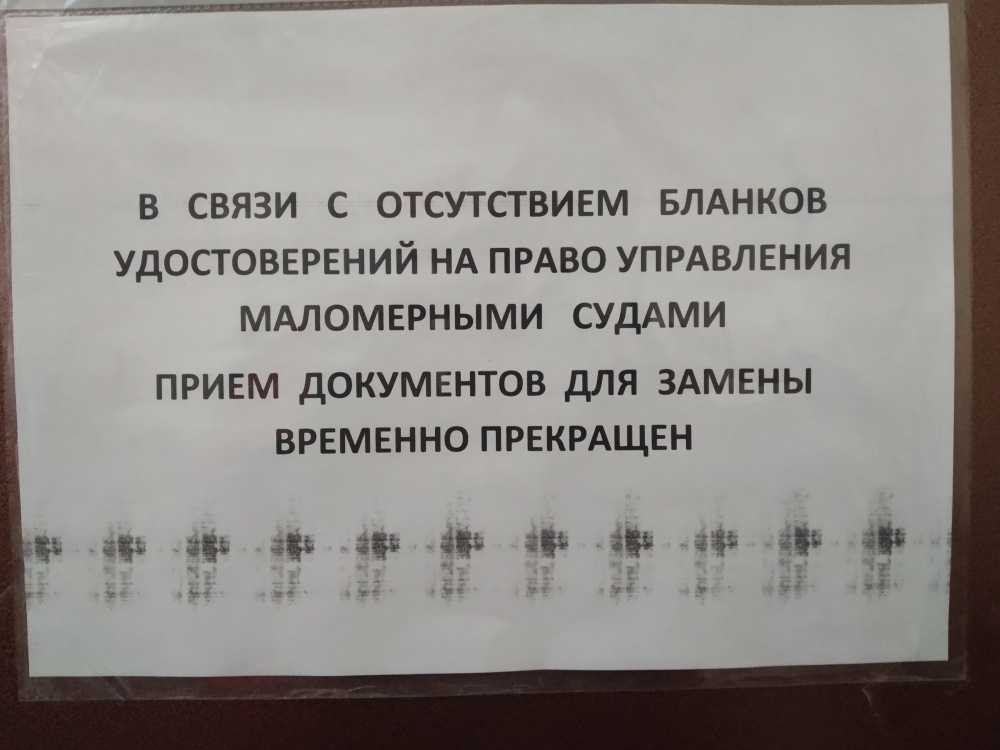 В СВЯЗИ С ОТСУТСТВИЕМ БЛАНКОВ
УДОСТОВЕРЕНИЙ НА ПРАВО УПРАВЛЕНИЯ
МАЛОМЕРНЫМИ СУДАМИ
ПРИЕМ ДОКУМЕНТОВ ДЛЯ ЗАМЕНЫ
ВРЕМЕННО ПРЕКРАЩЕН